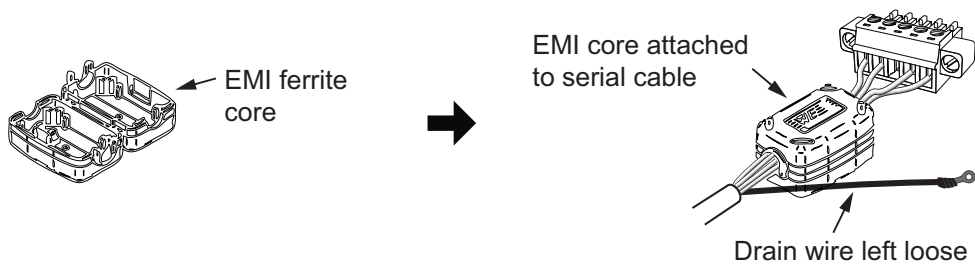 EMI ferrite
core
EMI core attached
to serial cable
Drain wire left loose